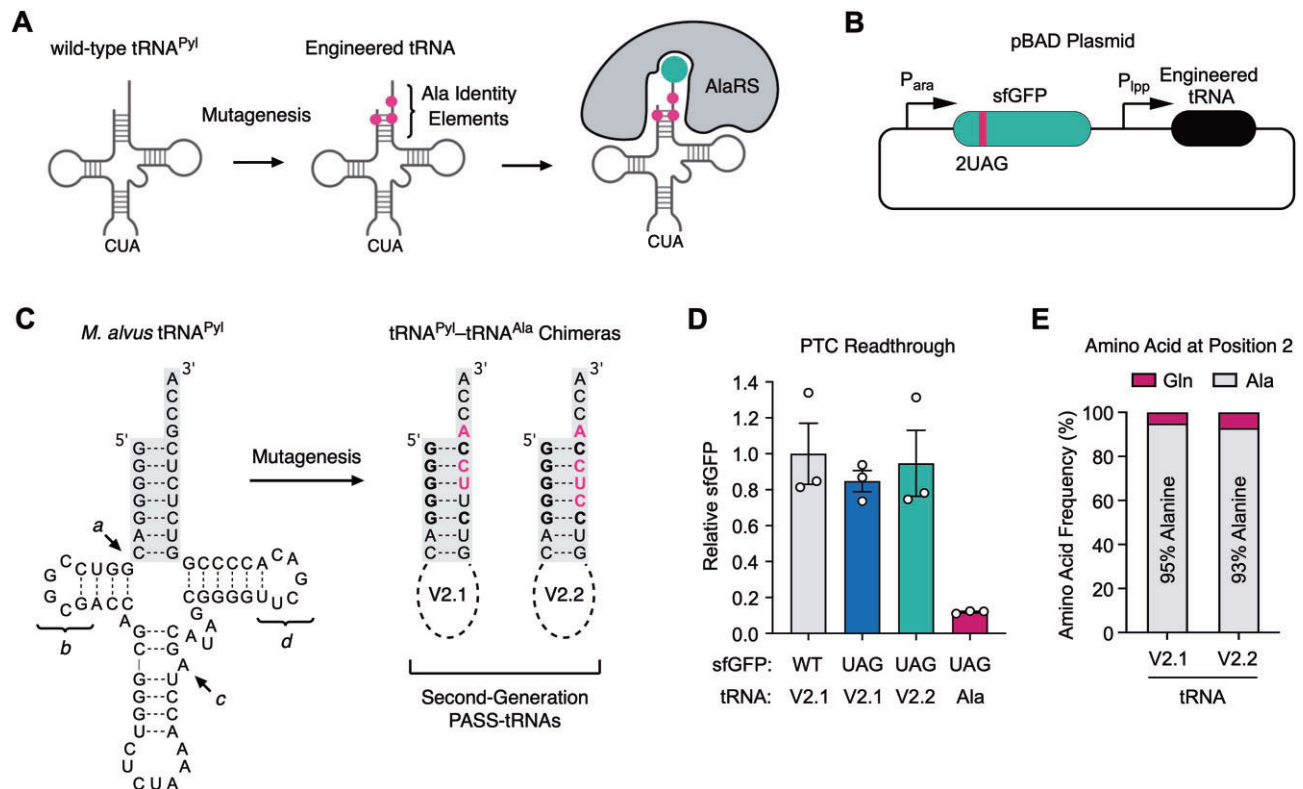 A
wild-type tRNA^Pyl
Engineered tRNA
Mutagenesis
Ala Identity
Elements
AlaRS
CUA
CUA
CUA
B
pBAD Plasmid
P_ara
sfGFP
P_lpp
Engineered
tRNA
2UAG
C
M. alvus tRNA^Pyl
tRNA^Pyl–tRNA^Ala Chimeras
3'
A
C
C
G
5'
G C
G U
G C
G U
G C
A U
C G
a
b
c
d
G G U C C G G C G G A C C
A
G C C C C A C A G C U U G G G G C
G A U A
G C
C G
G A
G U
G C
U C
C A
U C U A A A
Mutagenesis
3'
A
C
C
A
5'
G C
G C
G U
G U
G C
A U
C G
V2.1
3'
A
C
C
A
5'
G C
G C
G U
G C
G C
A U
C G
V2.2
Second-Generation
PASS-tRNAs
D
PTC Readthrough
Relative sfGFP
1.4
1.2
1.0
0.8
0.6
0.4
0.2
0.0
sfGFP: WT UAG UAG UAG
tRNA: V2.1 V2.1 V2.2 Ala
E
Amino Acid at Position 2
Gln Ala
Amino Acid Frequency (%)
100
80
60
40
20
0
95% Alanine
93% Alanine
V2.1 V2.2
tRNA